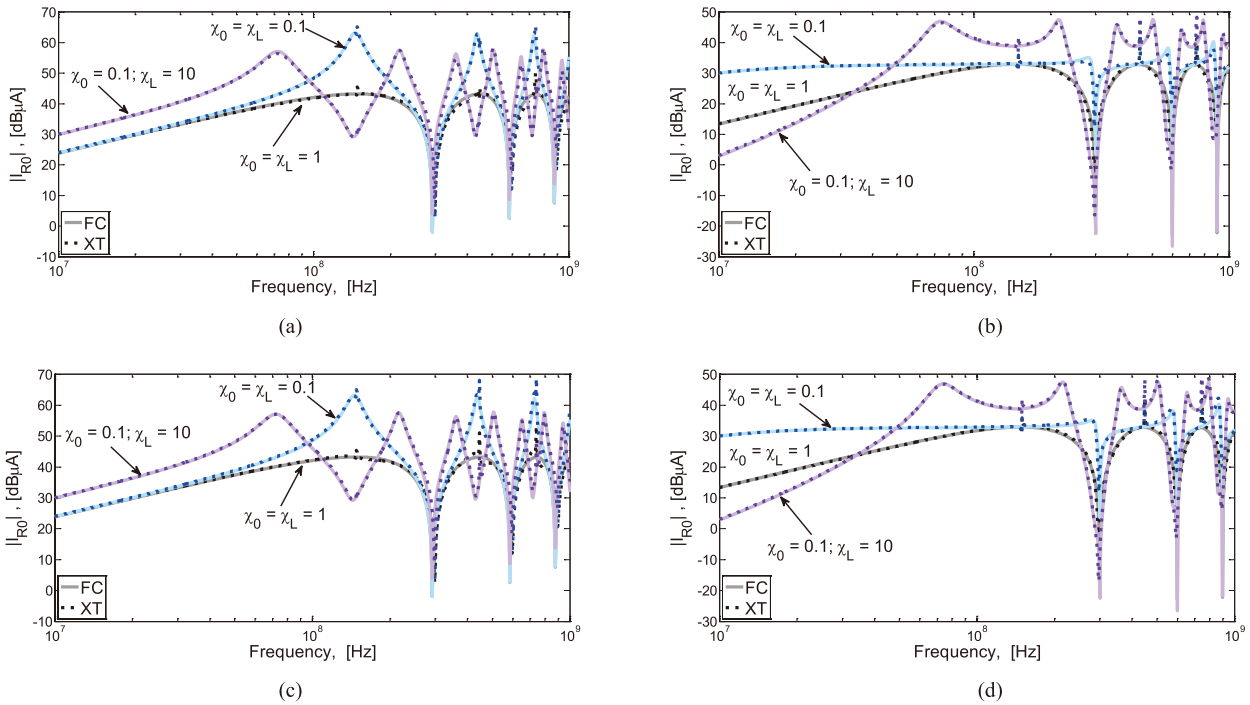 70
60
50
40
30
20
10
0
-10
||I_R0| , [dBµA]
χ0 = χL = 0.1
χ0 = 0.1; χL = 10
χ0 = χL = 1
FC
XT
10^7
10^8
10^9
Frequency, [Hz]
(a)
50
40
30
20
10
0
-10
-20
-30
||I_R0| , [dBµA]
χ0 = χL = 0.1
χ0 = χL = 1
χ0 = 0.1; χL = 10
FC
XT
10^7
10^8
10^9
Frequency, [Hz]
(b)
70
60
50
40
30
20
10
0
-10
||I_R0| , [dBµA]
χ0 = χL = 0.1
χ0 = 0.1; χL = 10
χ0 = χL = 1
FC
XT
10^7
10^8
10^9
Frequency, [Hz]
(c)
50
40
30
20
10
0
-10
-20
-30
||I_R0| , [dBµA]
χ0 = χL = 0.1
χ0 = χL = 1
χ0 = 0.1; χL = 10
FC
XT
10^7
10^8
10^9
Frequency, [Hz]
(d)